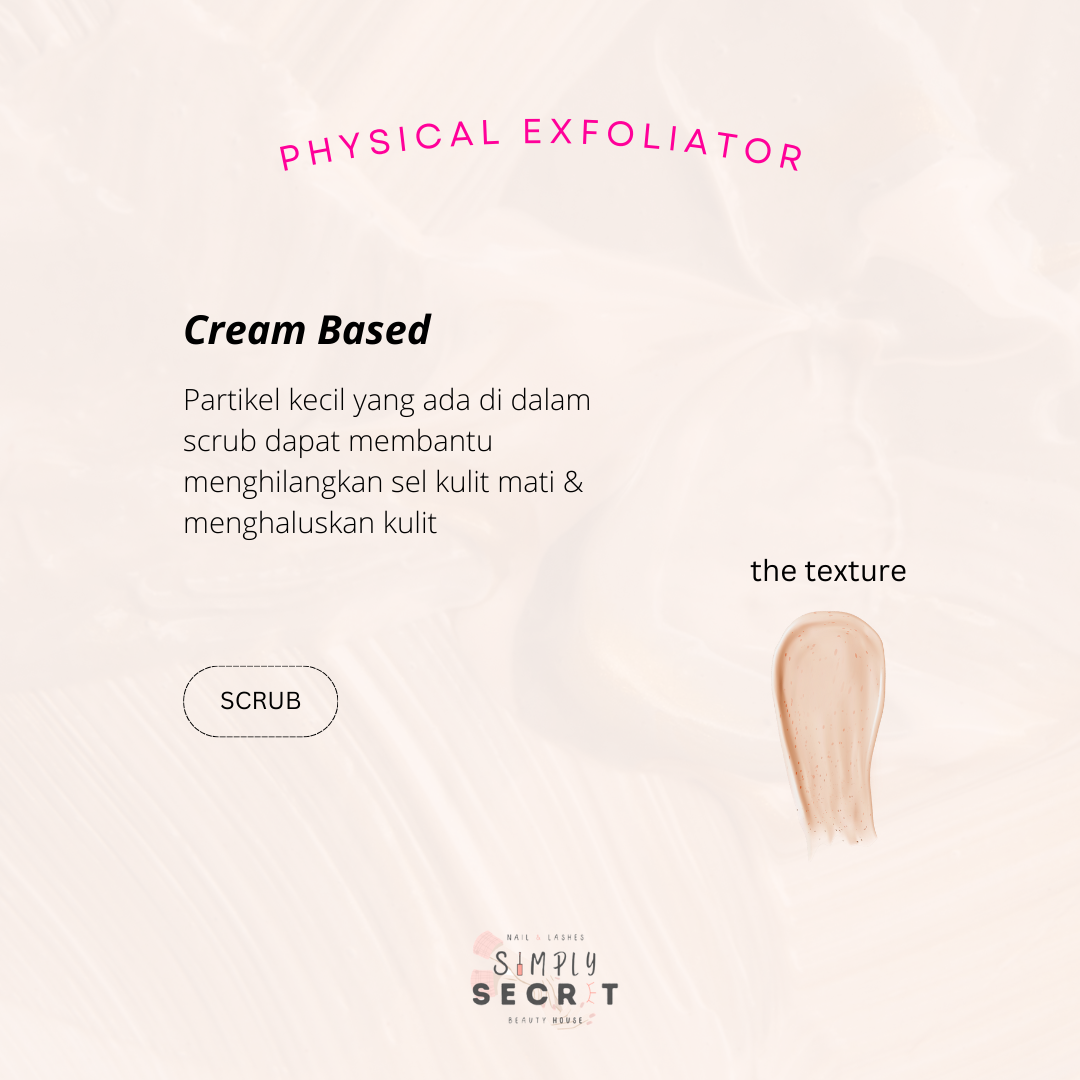 PHYSICAL EXFOLIATOR
Cream Based
Partikel kecil yang ada di dalam
scrub dapat membantu
menghilangkan sel kulit mati &
menghaluskan kulit
the texture
SCRUB
NAIL & LASHES
SIMPLY
SECRET
BEAUTY HOUSE